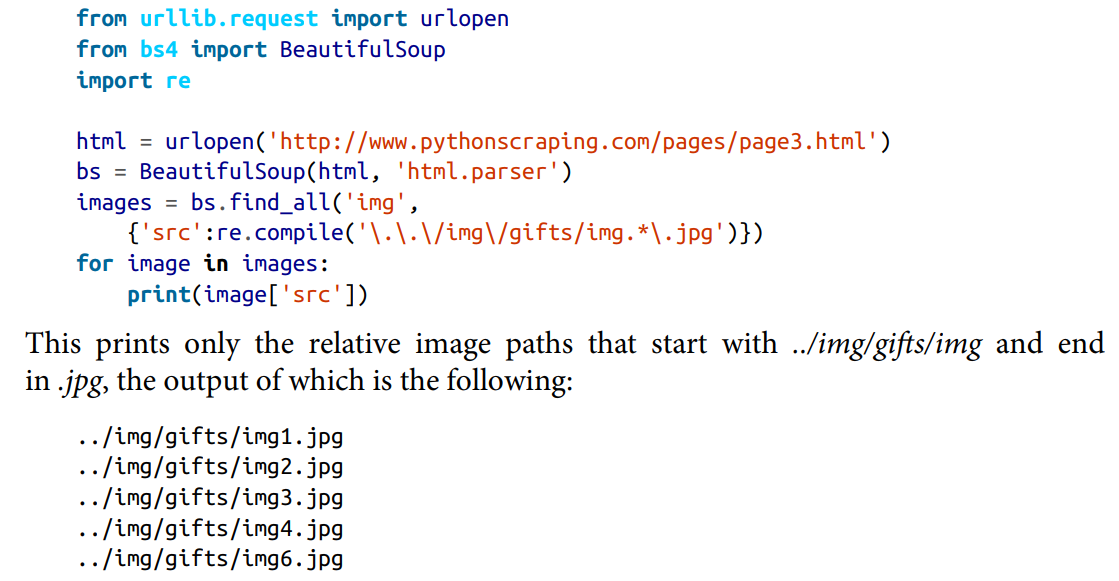 from urllib.request import urlopen
from bs4 import BeautifulSoup
import re
html = urlopen('http://www.pythonscraping.com/pages/page3.html')
bs = BeautifulSoup(html, 'html.parser')
images = bs.find_all('img',
    {'src':re.compile('\.\.\/img\/gifts/img.*\.jpg')})
for image in images:
    print(image['src'])
This prints only the relative image paths that start with ../img/gifts/img and end
in .jpg, the output of which is the following:
../img/gifts/img1.jpg
../img/gifts/img2.jpg
../img/gifts/img3.jpg
../img/gifts/img4.jpg
../img/gifts/img6.jpg